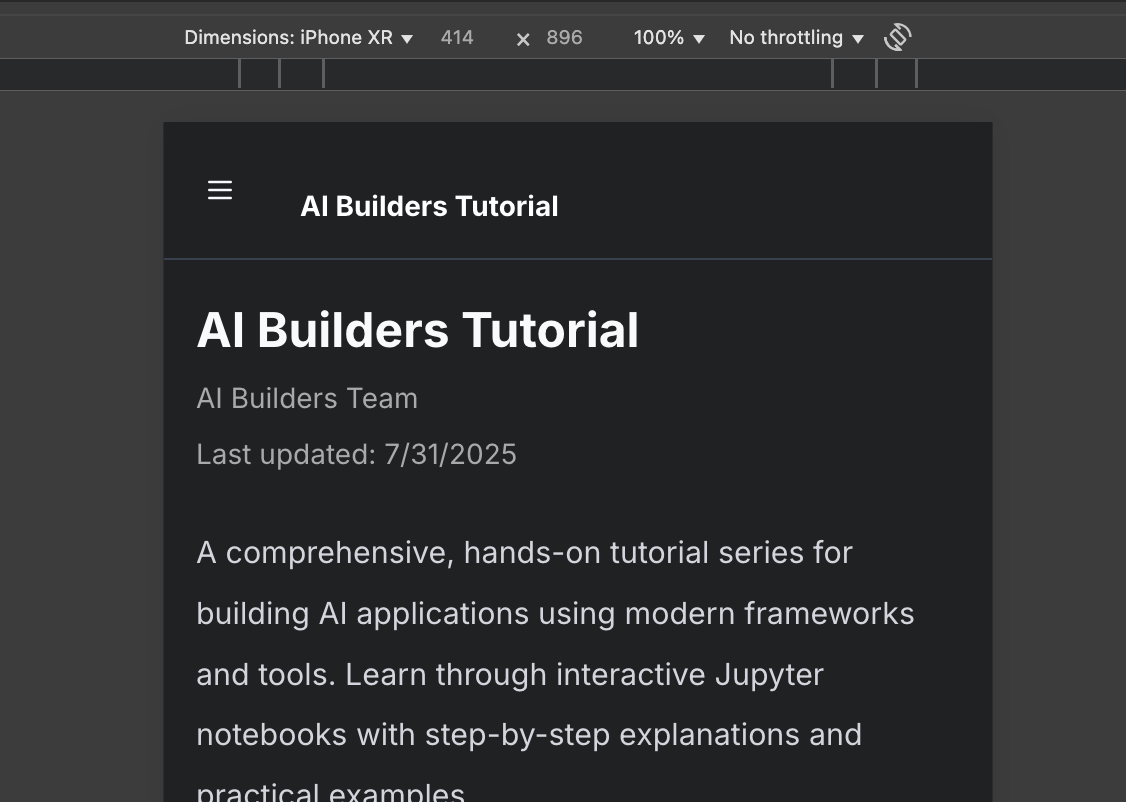 Dimensions: iPhone XR ▼ 414 × 896 100% ▼ No throttling ▼
AI Builders Tutorial
AI Builders Tutorial
AI Builders Team
Last updated: 7/31/2025
A comprehensive, hands-on tutorial series for
building AI applications using modern frameworks
and tools. Learn through interactive Jupyter
notebooks with step-by-step explanations and
practical examples